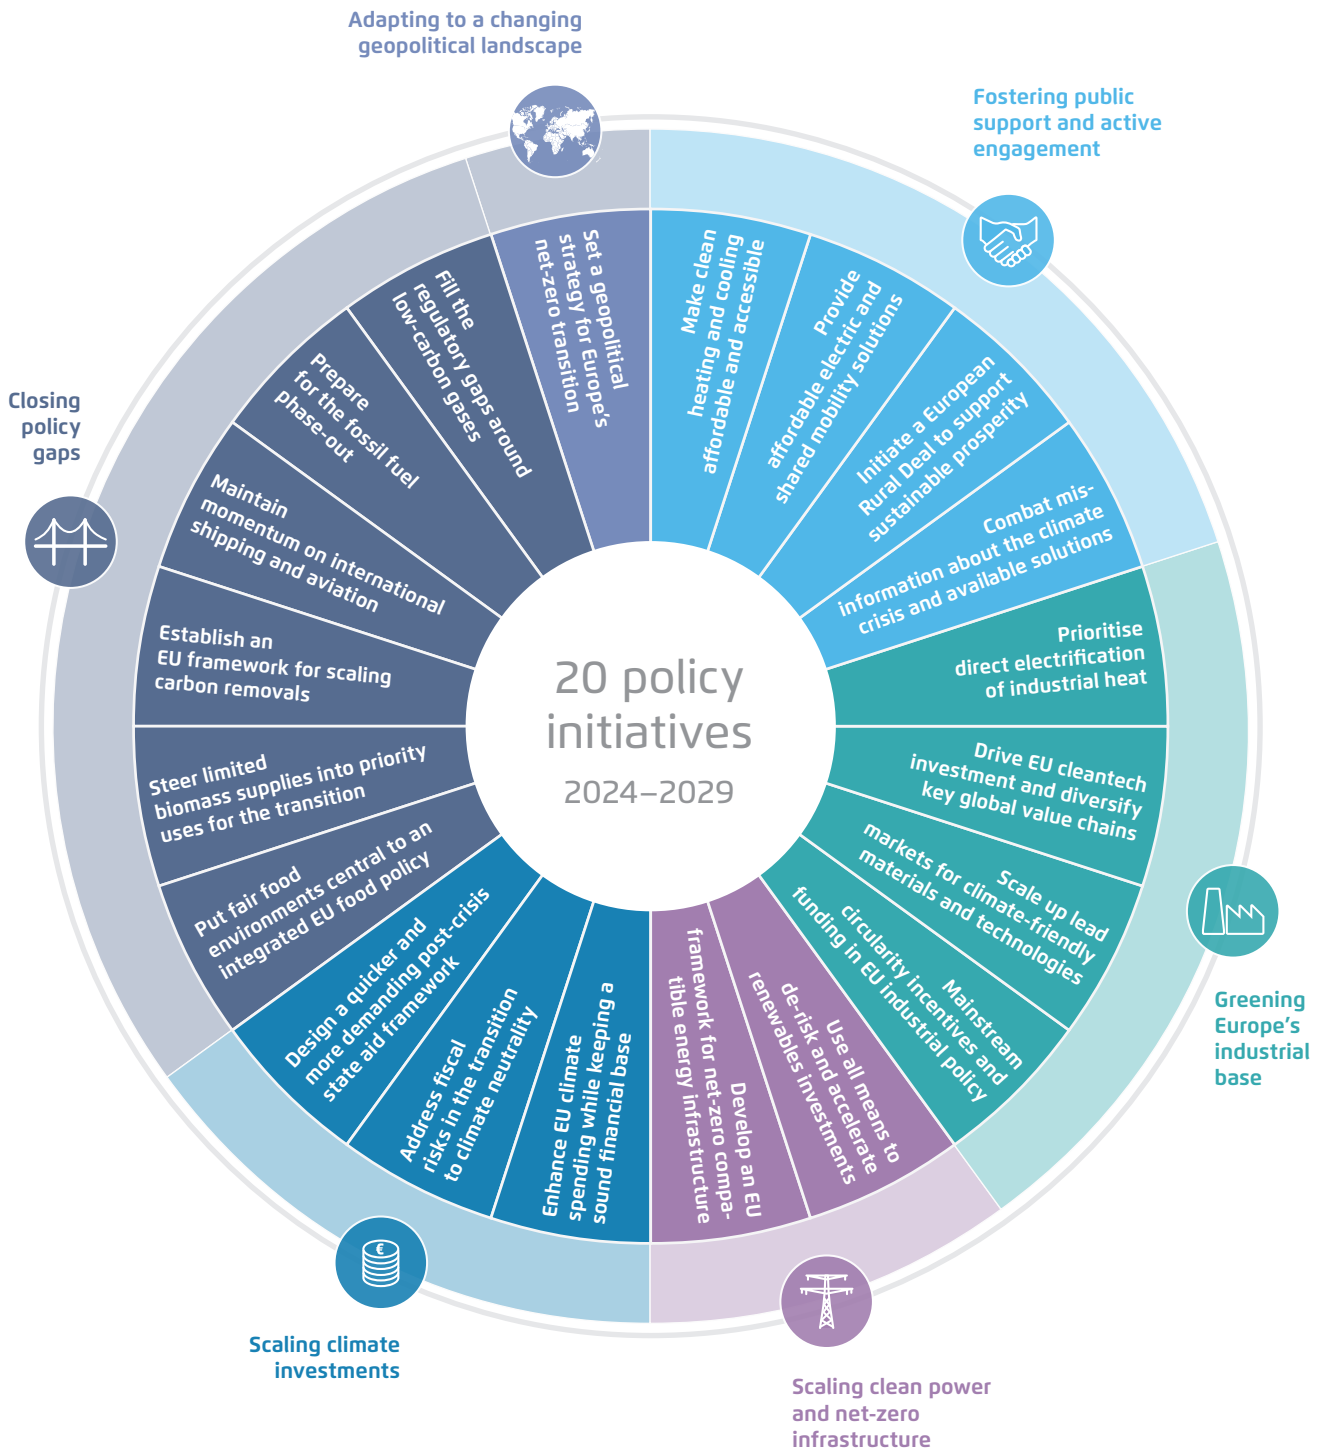 Adapting to a changing
geopolitical landscape
Fostering public
support and active
engagement
Closing
policy
gaps
Greening
Europe's
industrial
base
Scaling climate
investments
Scaling clean power
and net-zero
infrastructure
20 policy
initiatives
2024–2029
Make clean
heating and cooling
affordable and accessible
Provide
affordable electric and
shared mobility solutions
Initiate a European
Rural Deal to support
sustainable prosperity
Combat mis-
information about the climate
crisis and available solutions
Prioritise
direct electrification
of industrial heat
Drive EU cleantech
investment and diversify
key global value chains
Scale up lead
markets for climate-friendly
materials and technologies
Mainstream
circularity incentives and
funding in EU industrial policy
Use all means to
de-risk and accelerate
renewables investments
Develop an EU
framework for net-zero compa-
tible energy infrastructure
Enhance EU climate
spending while keeping a
sound financial base
Address fiscal
risks in the transition
to climate neutrality
Design a quicker and
more demanding post-crisis
state aid framework
Put fair food
environments central to an
integrated EU food policy
Steer limited
biomass supplies into priority
uses for the transition
Establish an
EU framework for scaling
carbon removals
Maintain
momentum on international
shipping and aviation
Prepare
for the fossil fuel
phase-out
Fill the
regulatory gaps around
low-carbon gases
Set a geopolitical
strategy for Europe's
net-zero transition
€